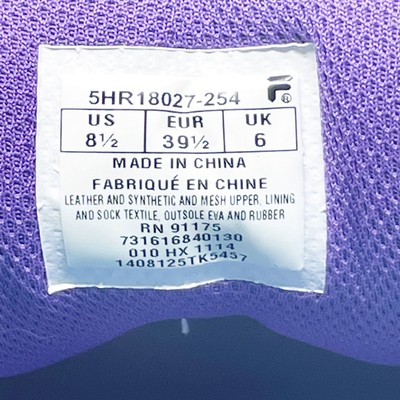 5HR18027-254
US EUR UK
8½ 39½ 6
MADE IN CHINA
FABRIQUÉ EN CHINE
LEATHER AND SYNTHETIC AND MESH UPPER, LINING
AND SOCK TEXTILE, OUTSOLE EVA AND RUBBER
RN 91175
731616840130
010 HX 1114
1408125TK5457